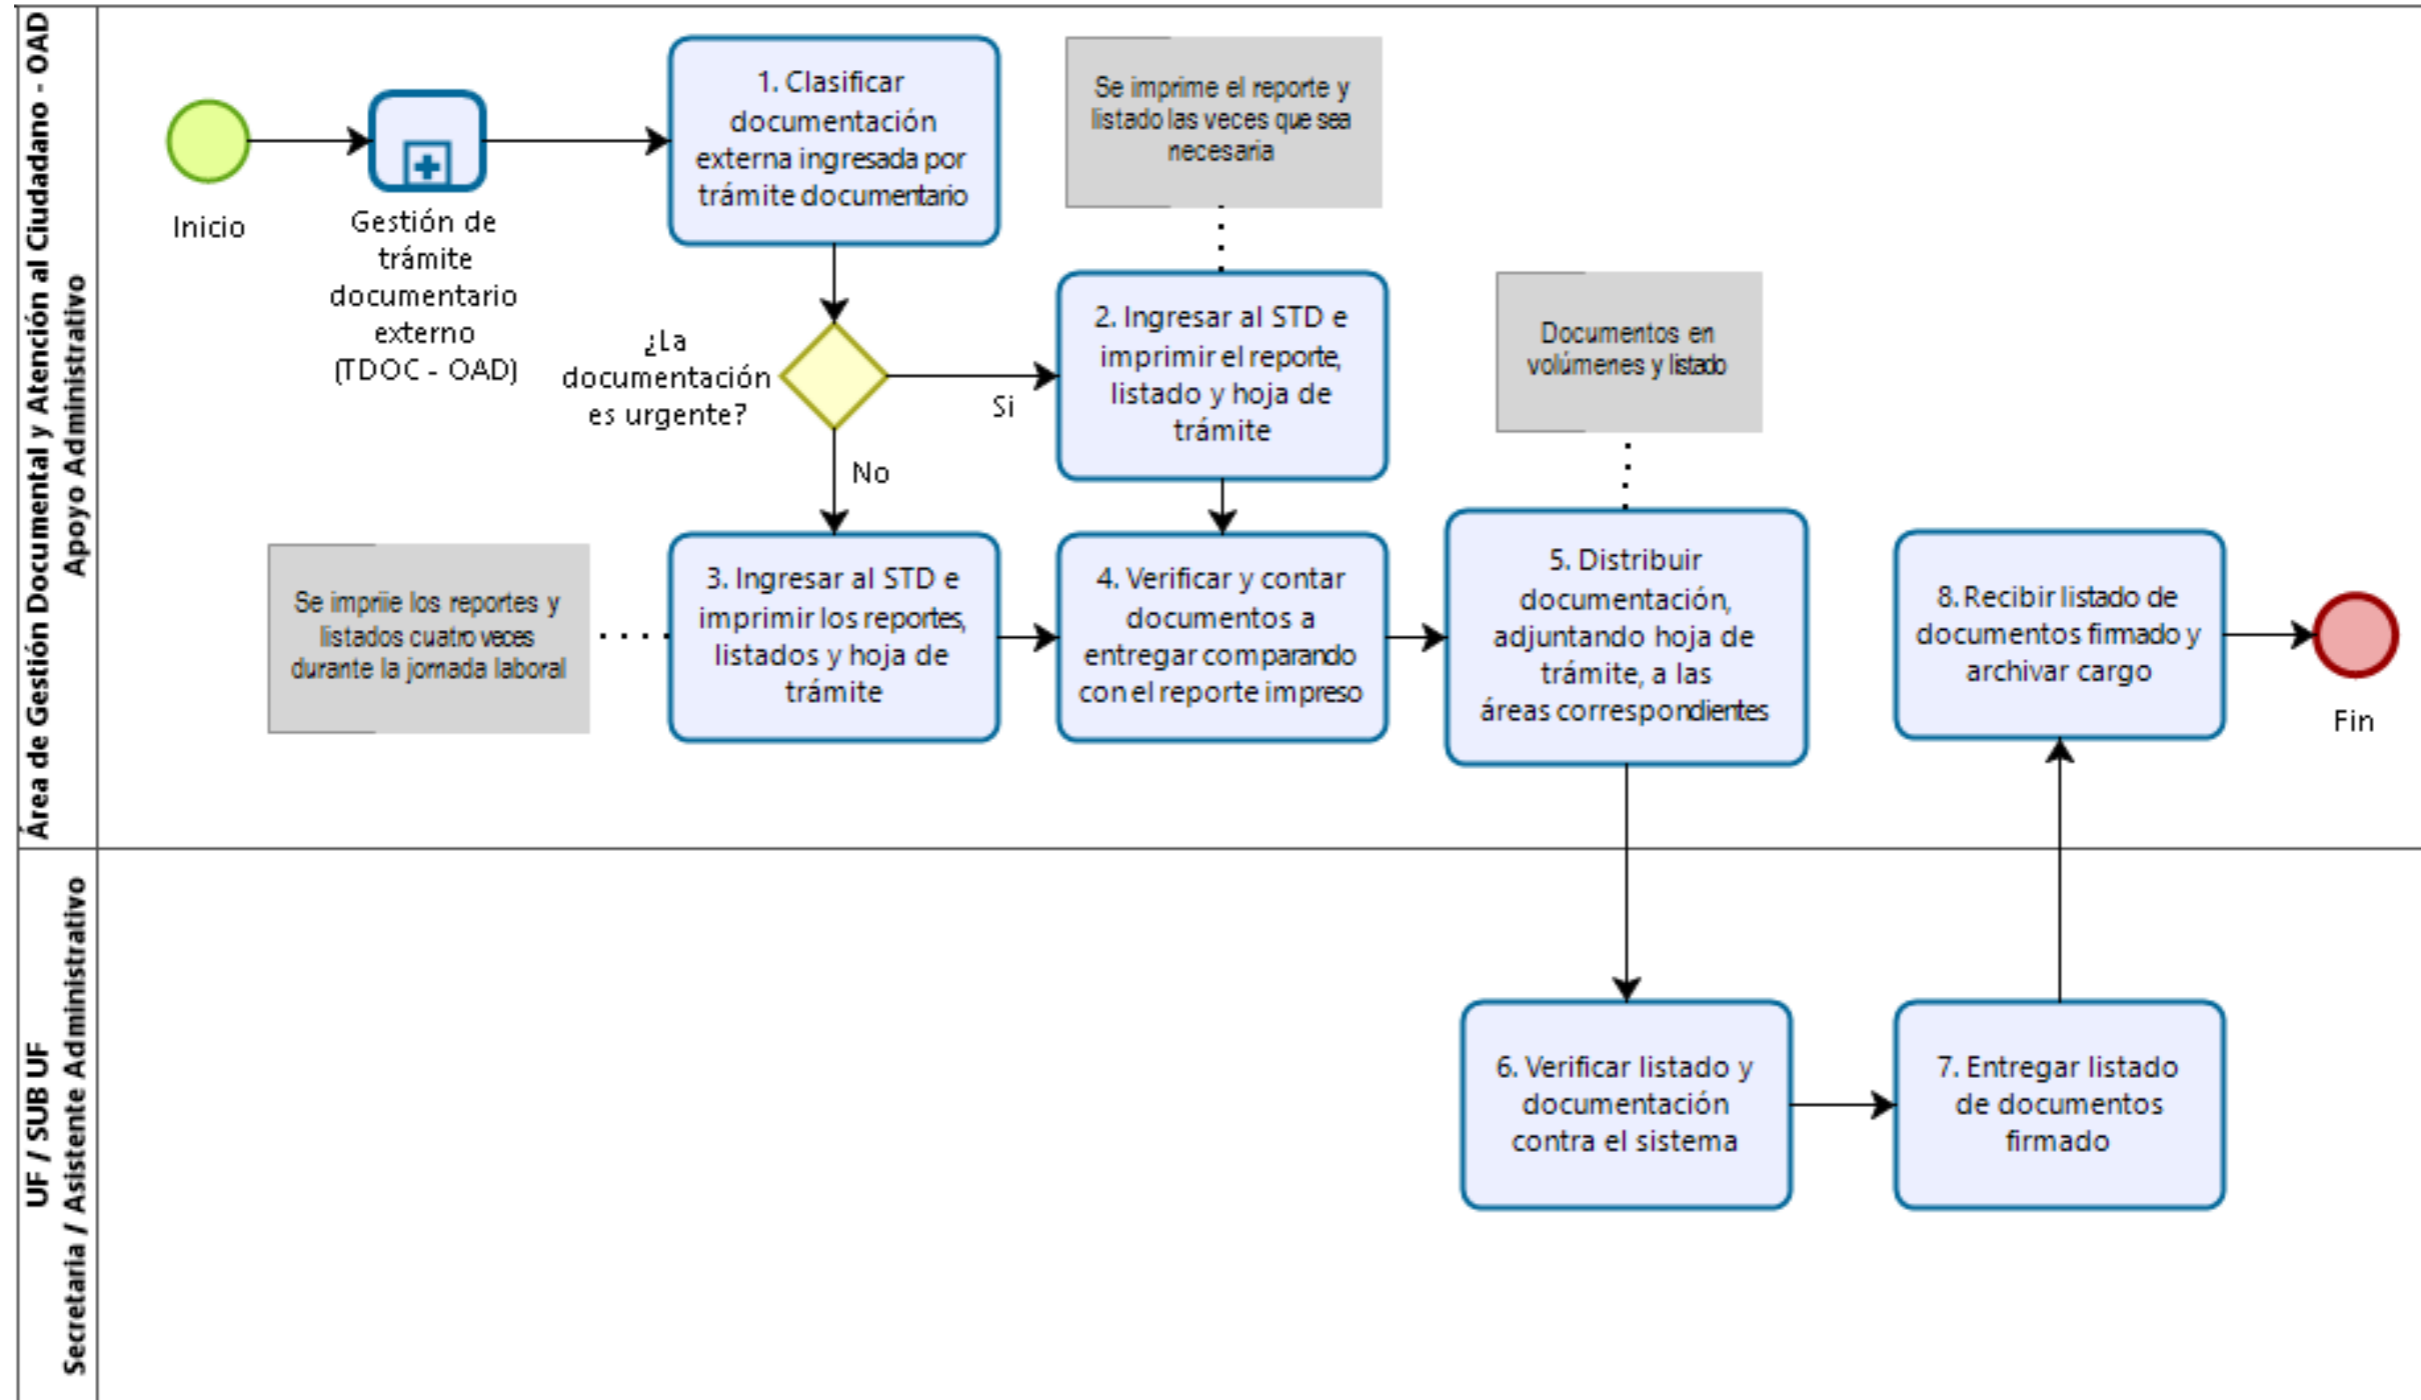 Área de Gestión Documental y Atención al Ciudadano - OAD
Apoyo Administrativo
Inicio
Gestión de
trámite
documentario
externo
(TDOC - OAD)
1. Clasificar
documentación
externa ingresada por
trámite documentario
¿La
documentación
es urgente?
Si
No
Se imprime el reporte y
listado las veces que sea
necesaria
2. Ingresar al STD e
imprimir el reporte,
listado y hoja de
trámite
Se impriie los reportes y
listados cuatro veces
durante la jornada laboral
3. Ingresar al STD e
imprimir los reportes,
listados y hoja de
trámite
4. Verificar y contar
documentos a
entregar comparando
con el reporte impreso
Documentos en
volúmenes y listado
5. Distribuir
documentación,
adjuntando hoja de
trámite, a las
áreas correspondientes
8. Recibir listado de
documentos firmado y
archivar cargo
Fin
UF / SUB UF
Secretaria / Asistente Administrativo
6. Verificar listado y
documentación
contra el sistema
7. Entregar listado
de documentos
firmado